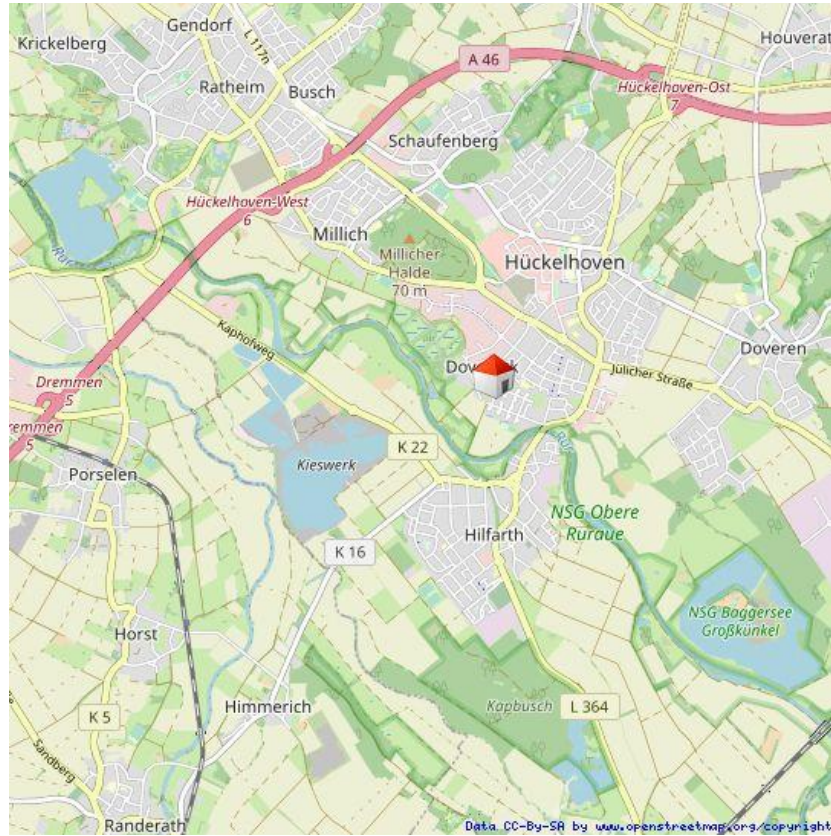 Gendorf
Krickelberg
L 117n
A 46
Houverat
Ratheim
Busch
Hückelhoven-Ost
7
Schaufenberg
Hückelhoven-West
6
Millich
Millicher
Halde
70 m
Hückelhoven
Rur
Kaphofweg
Doveren
Jülicher Straße
Dremmen
5
5
K 22
Rur
Kieswerk
Porselen
NSG Obere
Ruraue
Hilfarth
K 16
NSG Baggersee
Großkünkel
Horst
Himmerich
Kapbusch
L 364
K 5
Sandberg
Randerath
Data CC-By-SA by www.openstreetmap.org/copyright